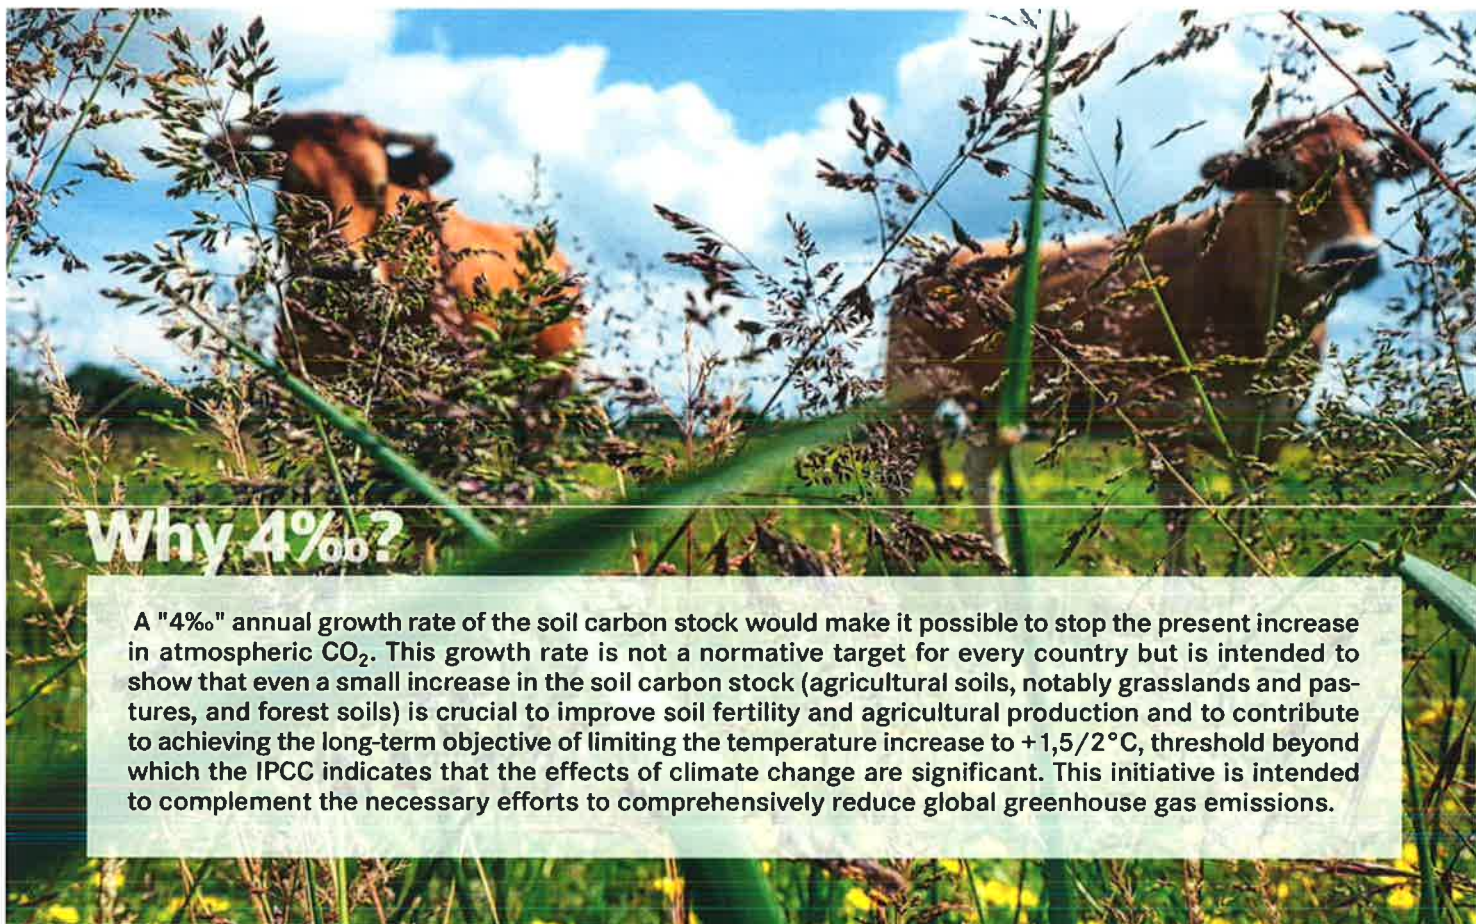 Why 4‰?
A "4‰" annual growth rate of the soil carbon stock would make it possible to stop the present increase
in atmospheric CO₂. This growth rate is not a normative target for every country but is intended to
show that even a small increase in the soil carbon stock (agricultural soils, notably grasslands and pas-
tures, and forest soils) is crucial to improve soil fertility and agricultural production and to contribute
to achieving the long-term objective of limiting the temperature increase to +1,5/2°C, threshold beyond
which the IPCC indicates that the effects of climate change are significant. This initiative is intended
to complement the necessary efforts to comprehensively reduce global greenhouse gas emissions.